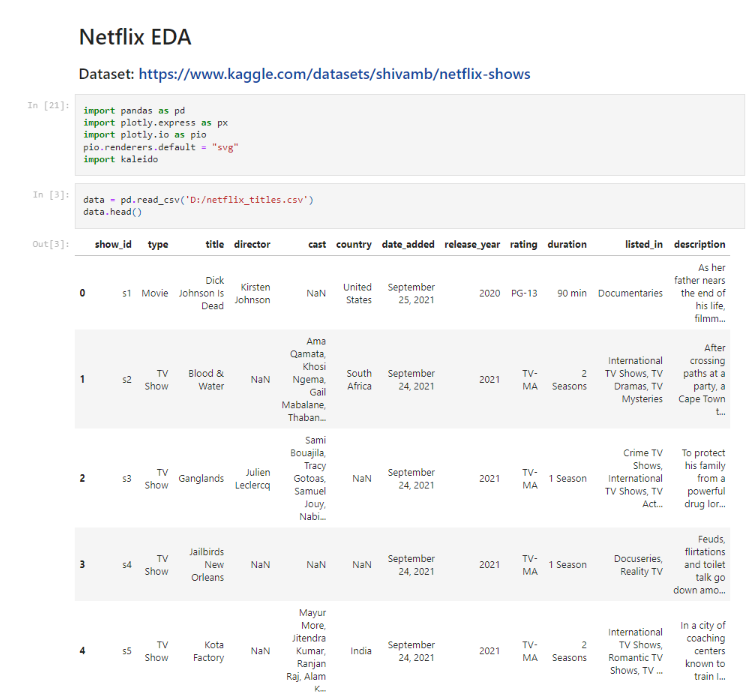 Netflix EDA
Dataset: https://www.kaggle.com/datasets/shivamb/netflix-shows
In [21]:
import pandas as pd
import plotly.express as px
import plotly.io as pio
pio.renderers.default = "svg"
import kaleido
In [3]:
data = pd.read_csv('D:/netflix_titles.csv')
data.head()
Out[3]:
show_id type title director cast country date_added release_year rating duration listed_in description
0 s1 Movie Dick Johnson Is Dead Kirsten Johnson NaN United States September 25, 2021 2020 PG-13 90 min Documentaries As her father nears the end of his life, filmm...
1 s2 TV Show Blood & Water NaN Ama Qamata, Khosi Ngema, Gail Mabalane, Thaban... South Africa September 24, 2021 2021 TV-MA 2 Seasons International TV Shows, TV Dramas, TV Mysteries After crossing paths at a party, a Cape Town t...
2 s3 TV Show Ganglands Julien Leclercq Sami Bouajila, Tracy Gotoas, Samuel Jouy, Nabi... NaN September 24, 2021 2021 TV-MA 1 Season Crime TV Shows, International TV Shows, TV Act... To protect his family from a powerful drug lor...
3 s4 TV Show Jailbirds New Orleans NaN NaN NaN September 24, 2021 2021 TV-MA 1 Season Docuseries, Reality TV Feuds, flirtations and toilet talk go down amo...
4 s5 TV Show Kota Factory NaN Mayur More, Jitendra Kumar, Ranjan Raj, Alam K... India September 24, 2021 2021 TV-MA 2 Seasons International TV Shows, Romantic TV Shows, TV ... In a city of coaching centers known to train I...